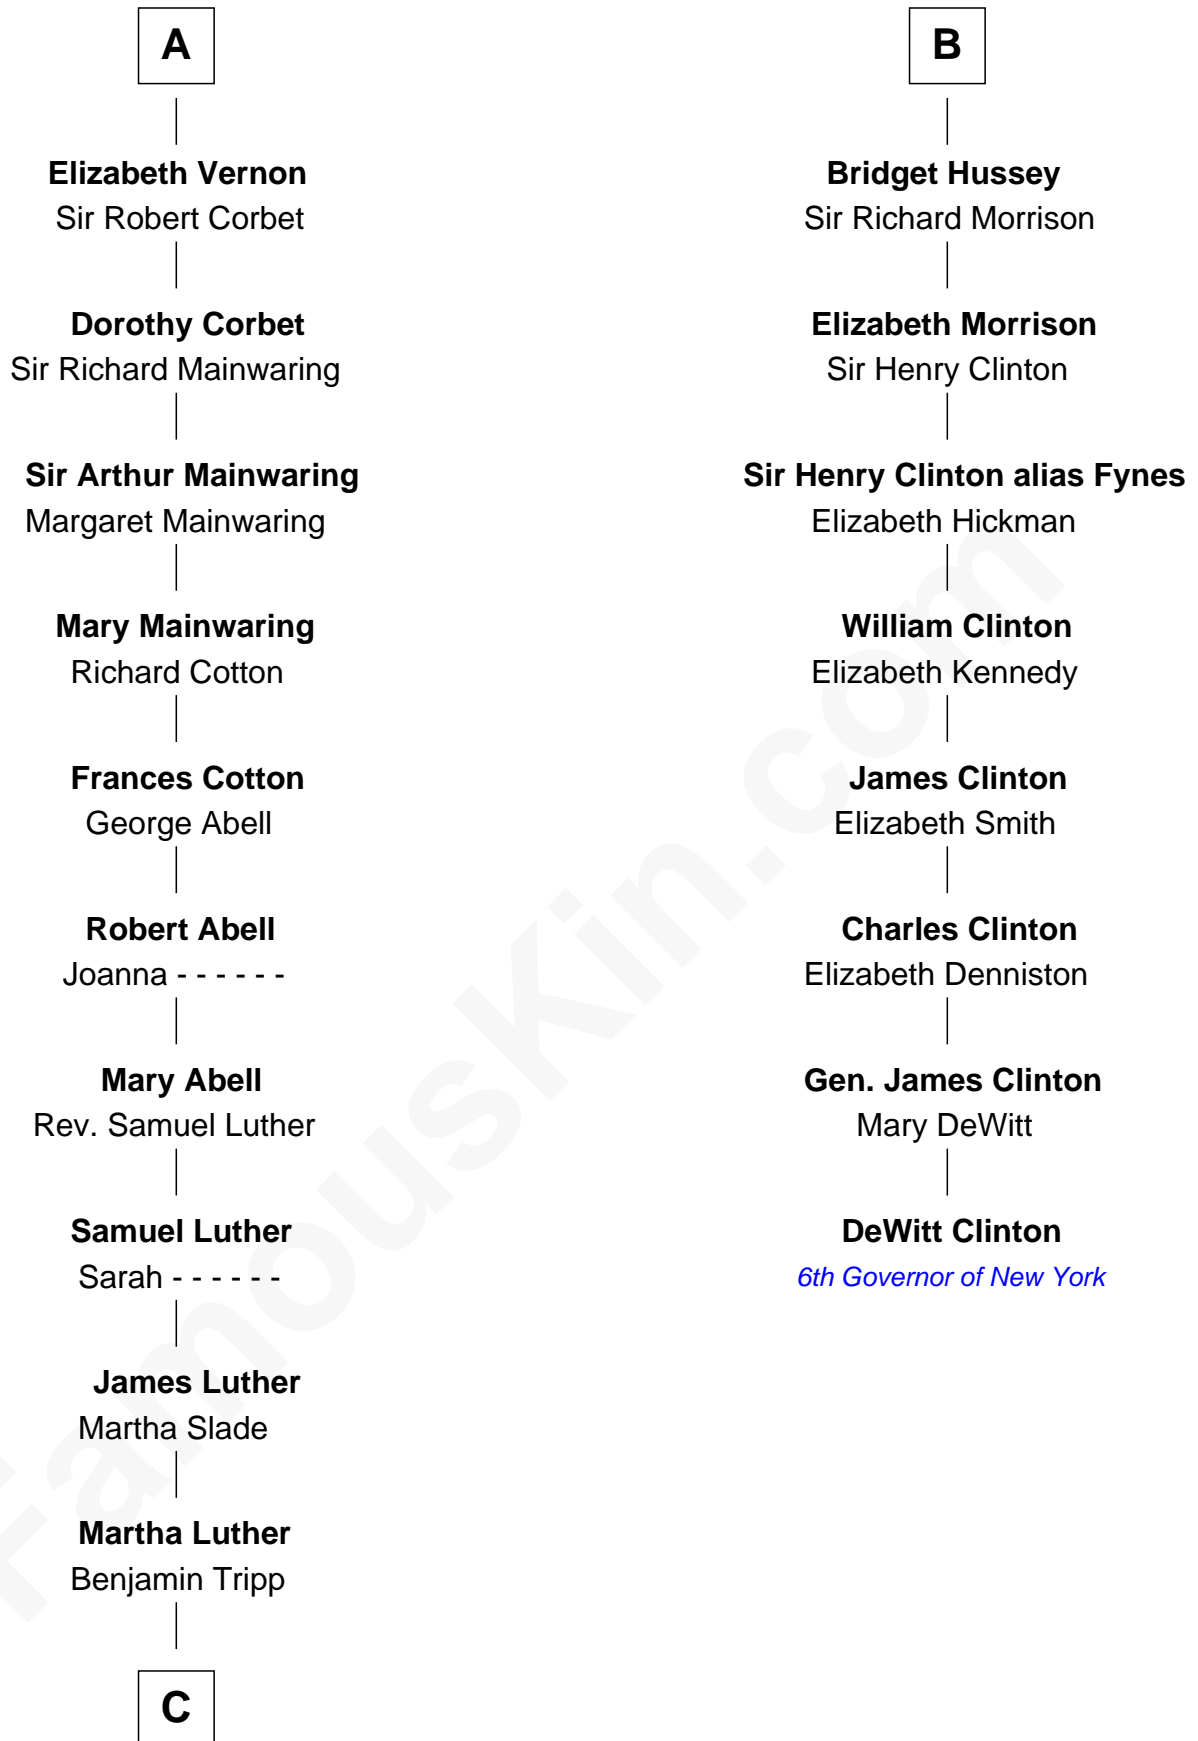 A
Elizabeth Vernon
Sir Robert Corbet
Dorothy Corbet
Sir Richard Mainwaring
Sir Arthur Mainwaring
Margaret Mainwaring
Mary Mainwaring
Richard Cotton
Frances Cotton
George Abell
Robert Abell
Joanna - - - - - -
Mary Abell
Rev. Samuel Luther
Samuel Luther
Sarah - - - - - -
James Luther
Martha Slade
Martha Luther
Benjamin Tripp
C
B
Bridget Hussey
Sir Richard Morrison
Elizabeth Morrison
Sir Henry Clinton
Sir Henry Clinton alias Fynes
Elizabeth Hickman
William Clinton
Elizabeth Kennedy
James Clinton
Elizabeth Smith
Charles Clinton
Elizabeth Denniston
Gen. James Clinton
Mary DeWitt
DeWitt Clinton
6th Governor of New York
FamousKin.com